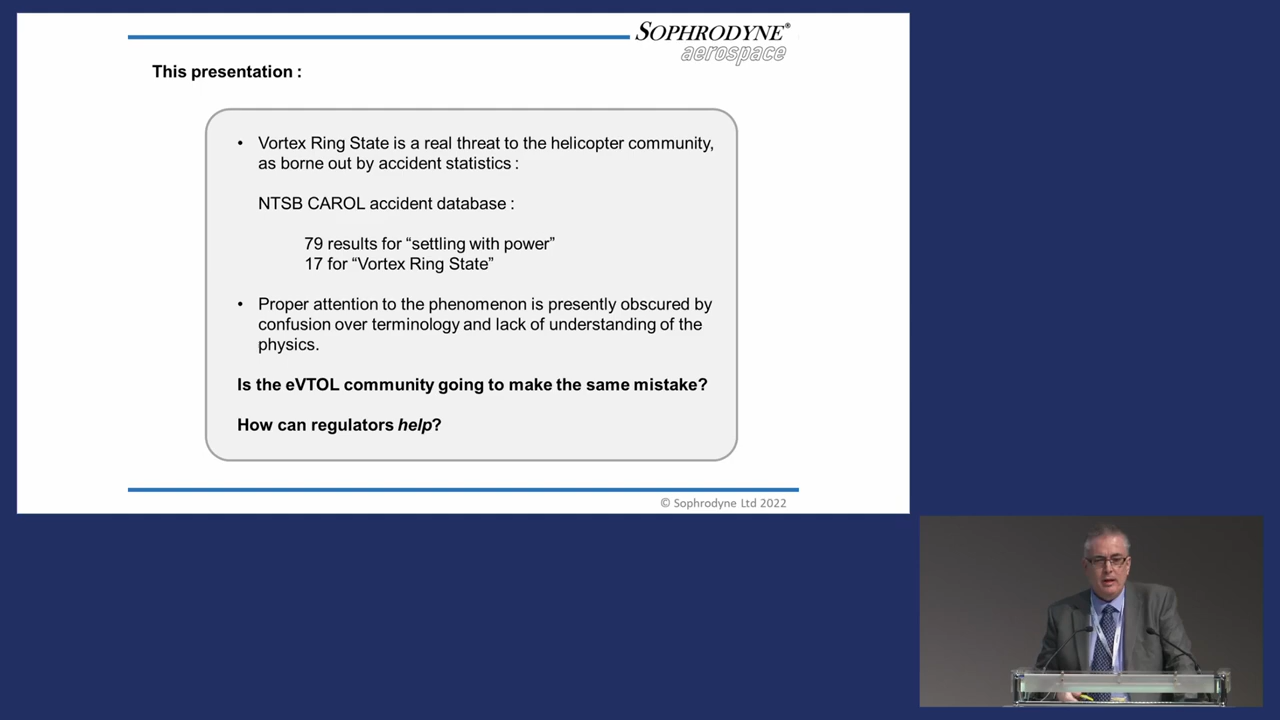 SOPHRODYNE®
aerospace
This presentation :
• Vortex Ring State is a real threat to the helicopter community,
as borne out by accident statistics :
NTSB CAROL accident database :
79 results for “settling with power”
17 for “Vortex Ring State”
• Proper attention to the phenomenon is presently obscured by
confusion over terminology and lack of understanding of the
physics.
Is the eVTOL community going to make the same mistake?
How can regulators help?
© Sophrodyne Ltd 2022